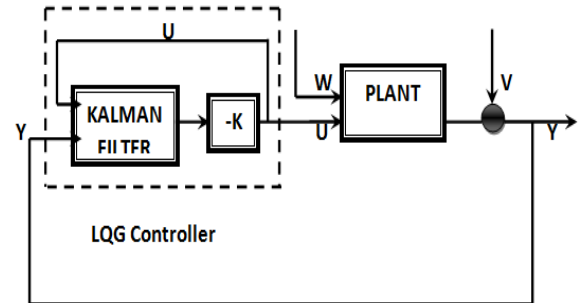 U
W
V
PLANT
KALMAN
FILTER
-K
Y
U
Y
LQG Controller